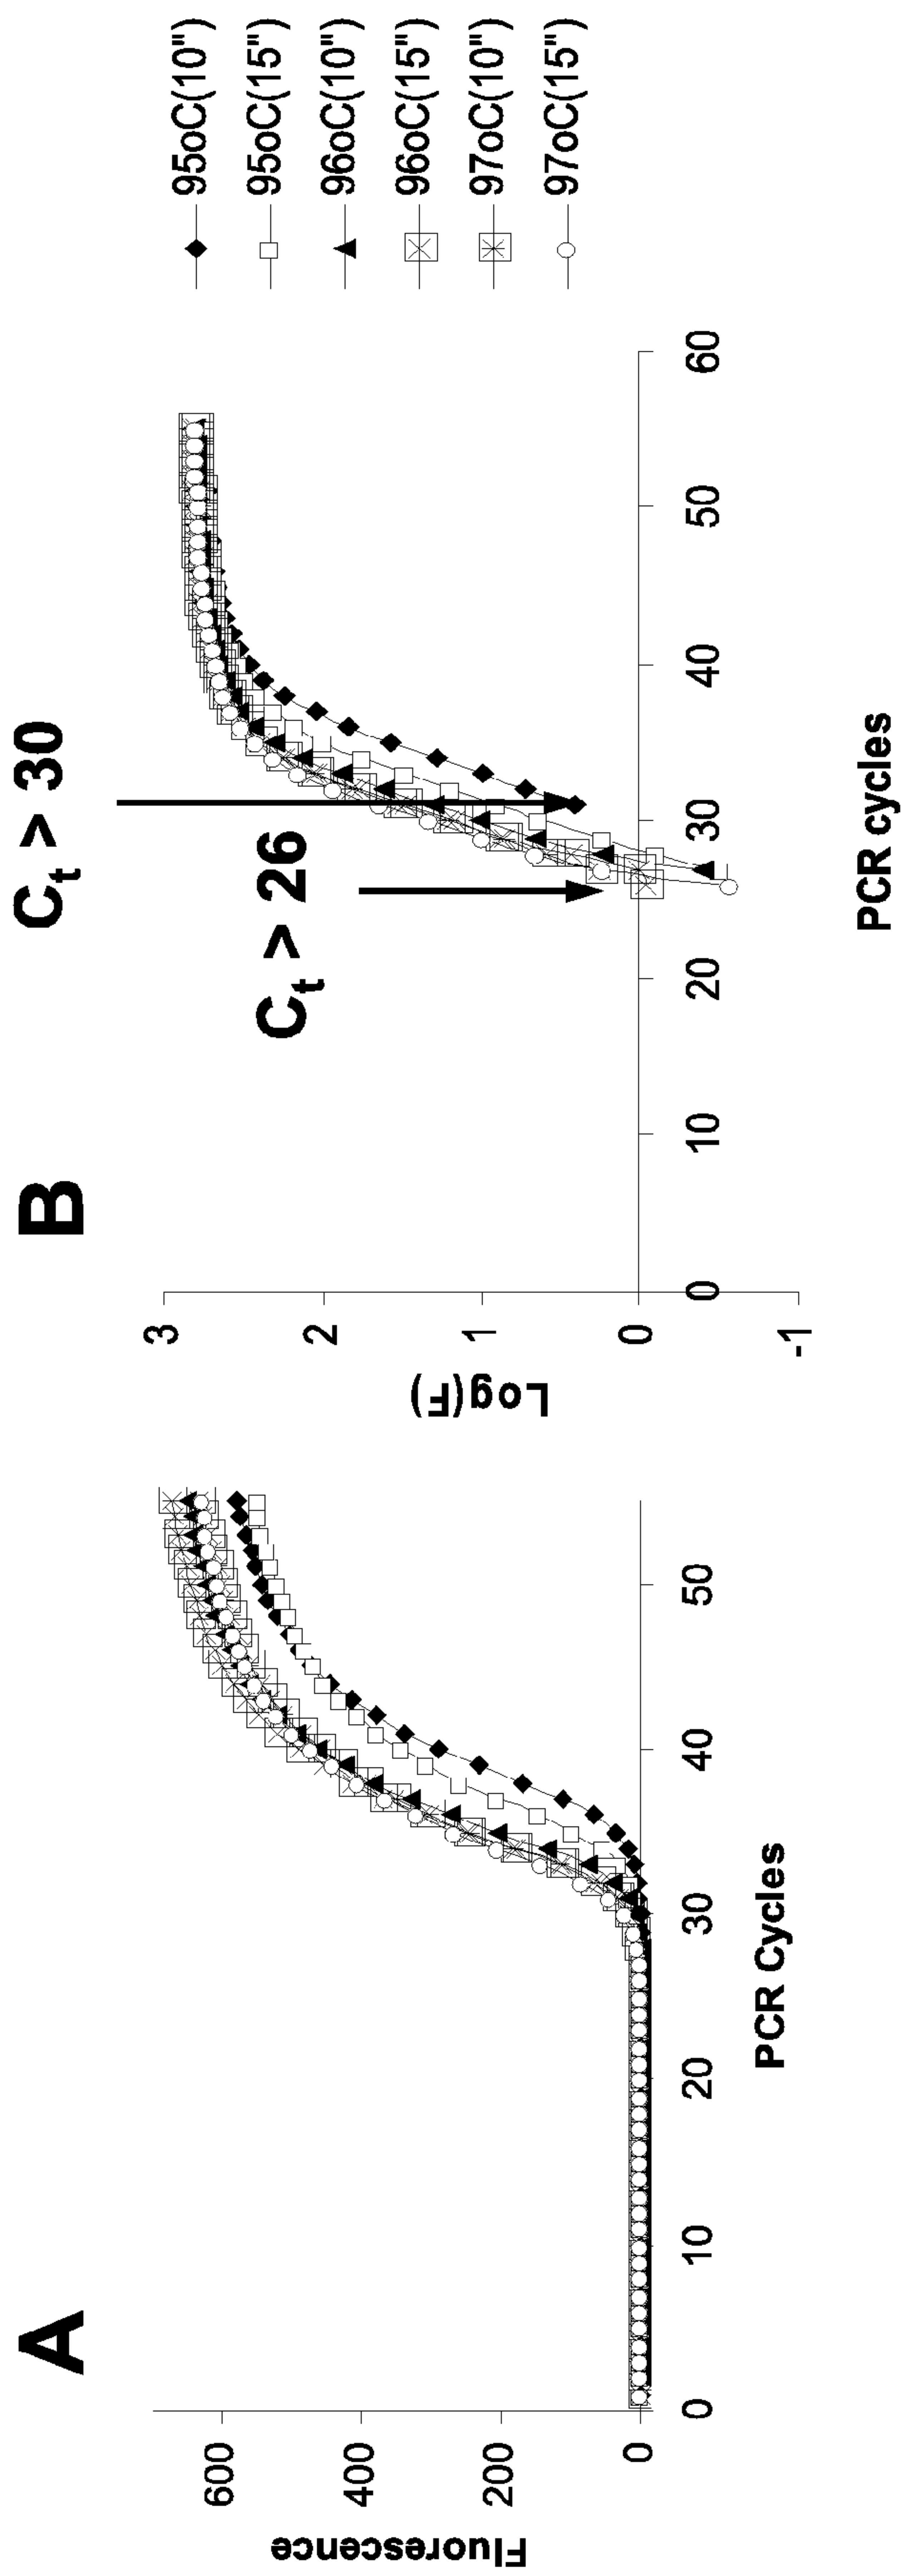 A
Fluorescence
600
400
200
0
0
10
20
30
40
50
PCR Cycles
B
Ct > 30
Ct > 26
Log(F)
3
2
1
0
-1
0
10
20
30
40
50
60
PCR cycles
95oC(10")
95oC(15")
96oC(10")
96oC(15")
97oC(10")
97oC(15")